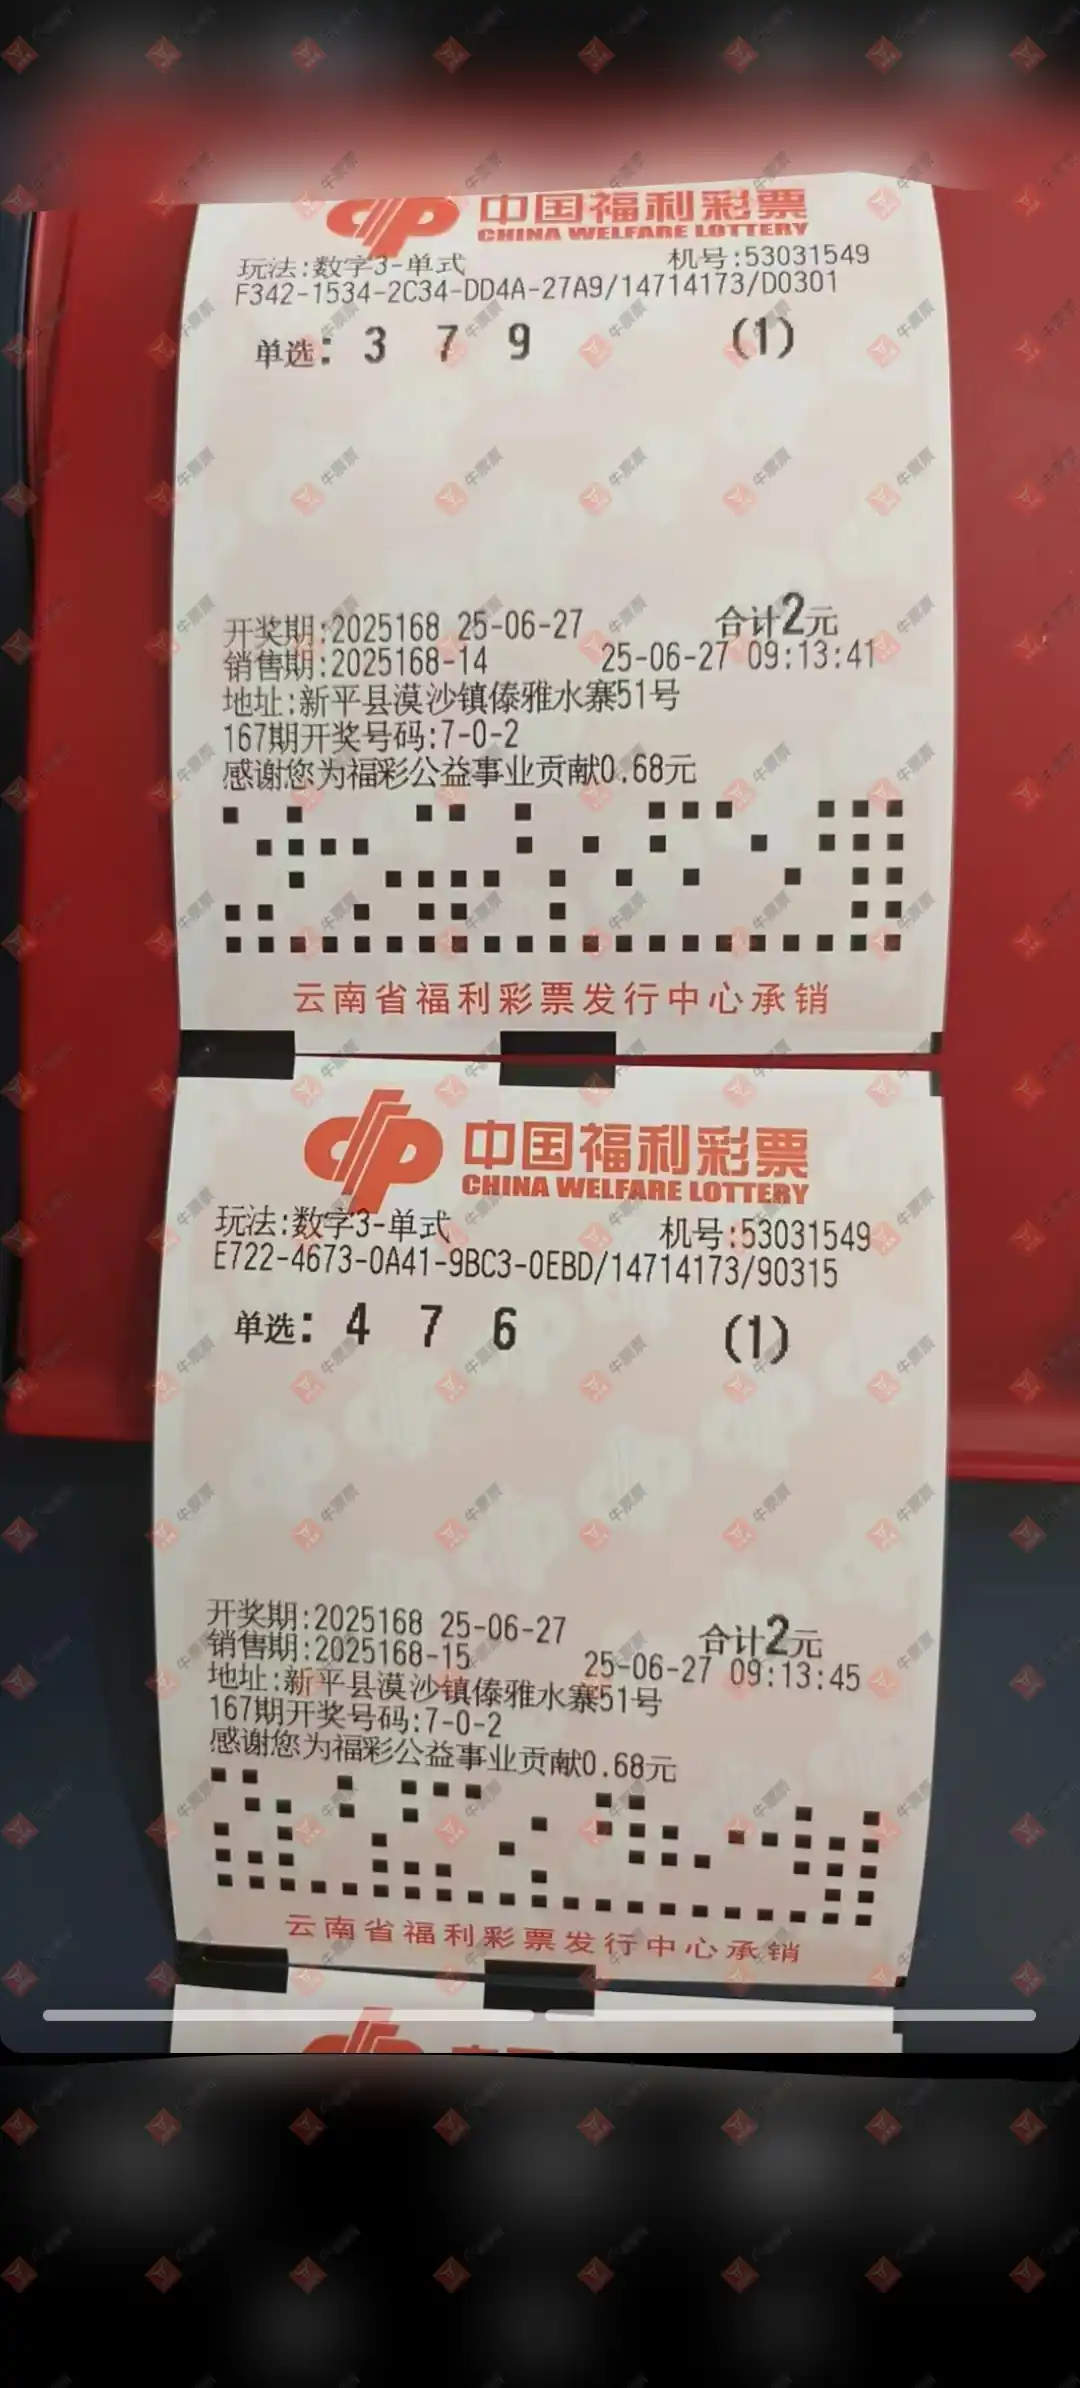 中国福利彩票
CHINA WELFARE LOTTERY
玩法:数字3-单式 机号:53031549
F342-1534-2C34-DD4A-27A9/14714173/D0301
单选: 3 7 9 (1)
开奖期:2025168 25-06-27 合计2元
销售期:2025168-14 25-06-27 09:13:41
地址:新平县漠沙镇傣雅水寨51号
167期开奖号码:7-0-2
感谢您为福彩公益事业贡献0.68元
云南省福利彩票发行中心承销
中国福利彩票
CHINA WELFARE LOTTERY
玩法:数字3-单式 机号:53031549
E722-4673-0A41-9BC3-0EBD/14714173/90315
单选: 4 7 6 (1)
开奖期:2025168 25-06-27 合计2元
销售期:2025168-15 25-06-27 09:13:45
地址:新平县漠沙镇傣雅水寨51号
167期开奖号码:7-0-2
感谢您为福彩公益事业贡献0.68元
云南省福利彩票发行中心承销
牛票票